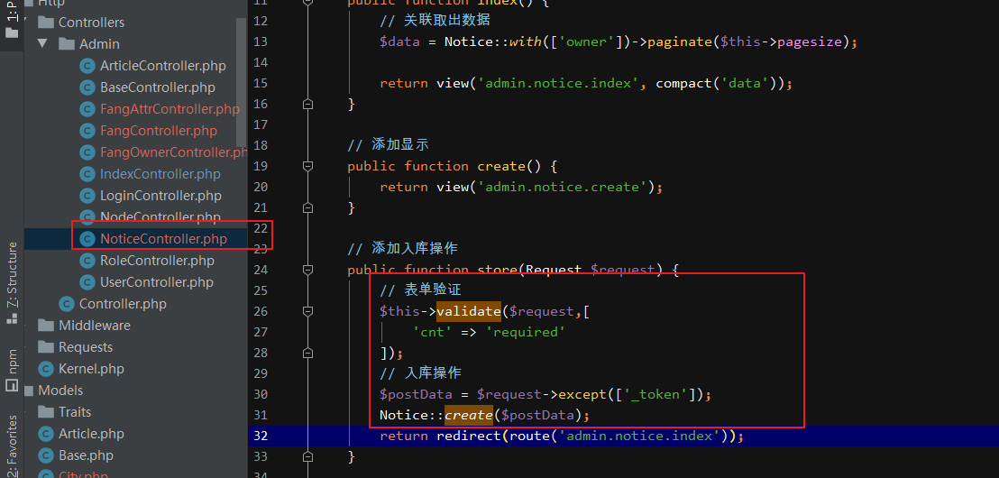 1: P
Http
Controllers
Admin
ArticleController.php
BaseController.php
FangAttrController.php
FangController.php
FangOwnerController.ph
IndexController.php
LoginController.php
NodeController.php
NoticeController.php
RoleController.php
UserController.php
Controller.php
Middleware
Requests
Kernel.php
Models
Traits
Article.php
Base.php
City.php
7: Structure
npm
2: Favorites
11 public function index() {
12 // 关联取出数据
13 $data = Notice::with(['owner'])->paginate($this->pagesize);
14
15 return view('admin.notice.index', compact('data'));
16 }
17
18 // 添加显示
19 public function create() {
20 return view('admin.notice.create');
21 }
22
23 // 添加入库操作
24 public function store(Request $request) {
25 // 表单验证
26 $this->validate($request,[
27 'cnt' => 'required'
28 ]);
29 // 入库操作
30 $postData = $request->except(['_token']);
31 Notice::create($postData);
32 return redirect(route('admin.notice.index'));
33 }
34